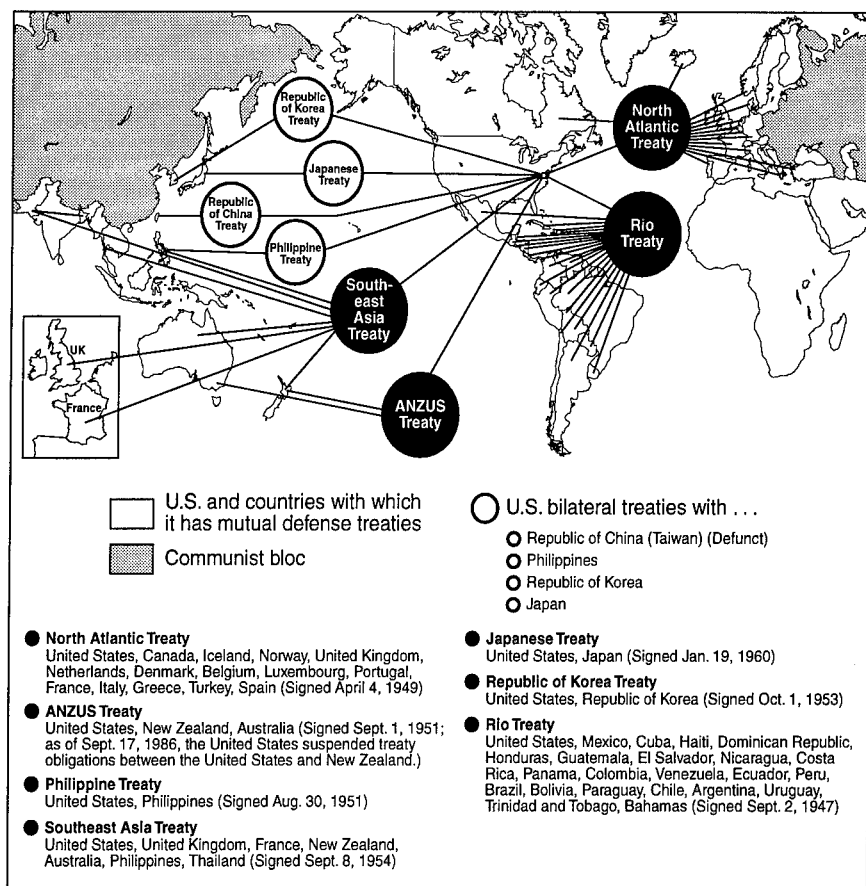 Republic
of Korea
Treaty
North
Atlantic
Treaty
Japanese
Treaty
Republic
of China
Treaty
Philippine
Treaty
Rio
Treaty
South-
east
Asia
Treaty
UK
France
ANZUS
Treaty
U.S. and countries with which
it has mutual defense treaties
Communist bloc
U.S. bilateral treaties with . . .
Republic of China (Taiwan) (Defunct)
Philippines
Republic of Korea
Japan
North Atlantic Treaty
United States, Canada, Iceland, Norway, United Kingdom,
Netherlands, Denmark, Belgium, Luxembourg, Portugal,
France, Italy, Greece, Turkey, Spain (Signed April 4, 1949)
ANZUS Treaty
United States, New Zealand, Australia (Signed Sept. 1, 1951;
as of Sept. 17, 1986, the United States suspended treaty
obligations between the United States and New Zealand.)
Philippine Treaty
United States, Philippines (Signed Aug. 30, 1951)
Southeast Asia Treaty
United States, United Kingdom, France, New Zealand,
Australia, Philippines, Thailand (Signed Sept. 8, 1954)
Japanese Treaty
United States, Japan (Signed Jan. 19, 1960)
Republic of Korea Treaty
United States, Republic of Korea (Signed Oct. 1, 1953)
Rio Treaty
United States, Mexico, Cuba, Haiti, Dominican Republic,
Honduras, Guatemala, El Salvador, Nicaragua, Costa
Rica, Panama, Colombia, Venezuela, Ecuador, Peru,
Brazil, Bolivia, Paraguay, Chile, Argentina, Uruguay,
Trinidad and Tobago, Bahamas (Signed Sept. 2, 1947)